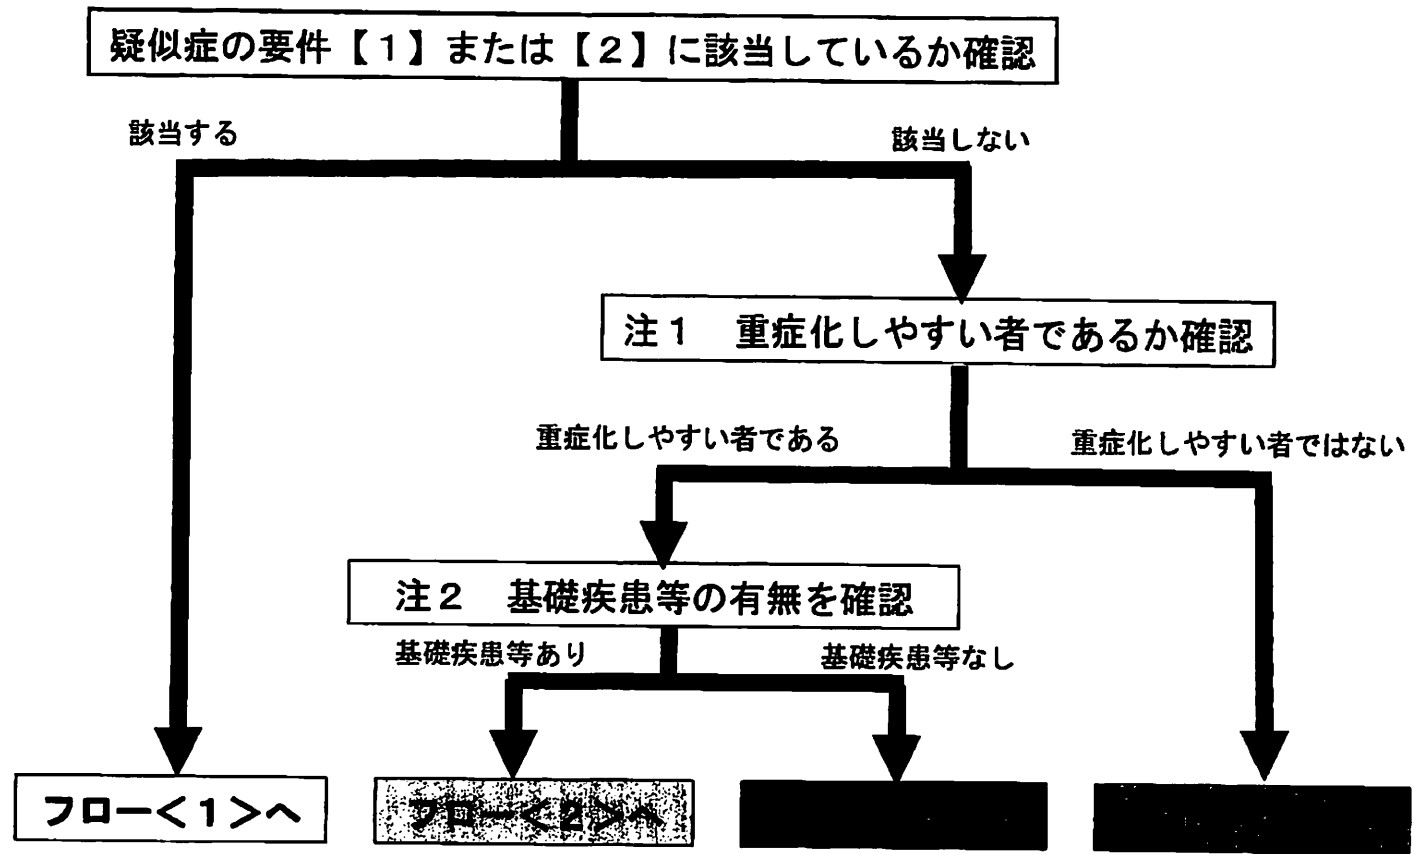 疑似症の要件【１】または【２】に該当しているか確認
該当する
該当しない
注１　重症化しやすい者であるか確認
重症化しやすい者である
重症化しやすい者ではない
注２　基礎疾患等の有無を確認
基礎疾患等あり
基礎疾患等なし
フロー＜１＞へ
フロー＜２＞へ